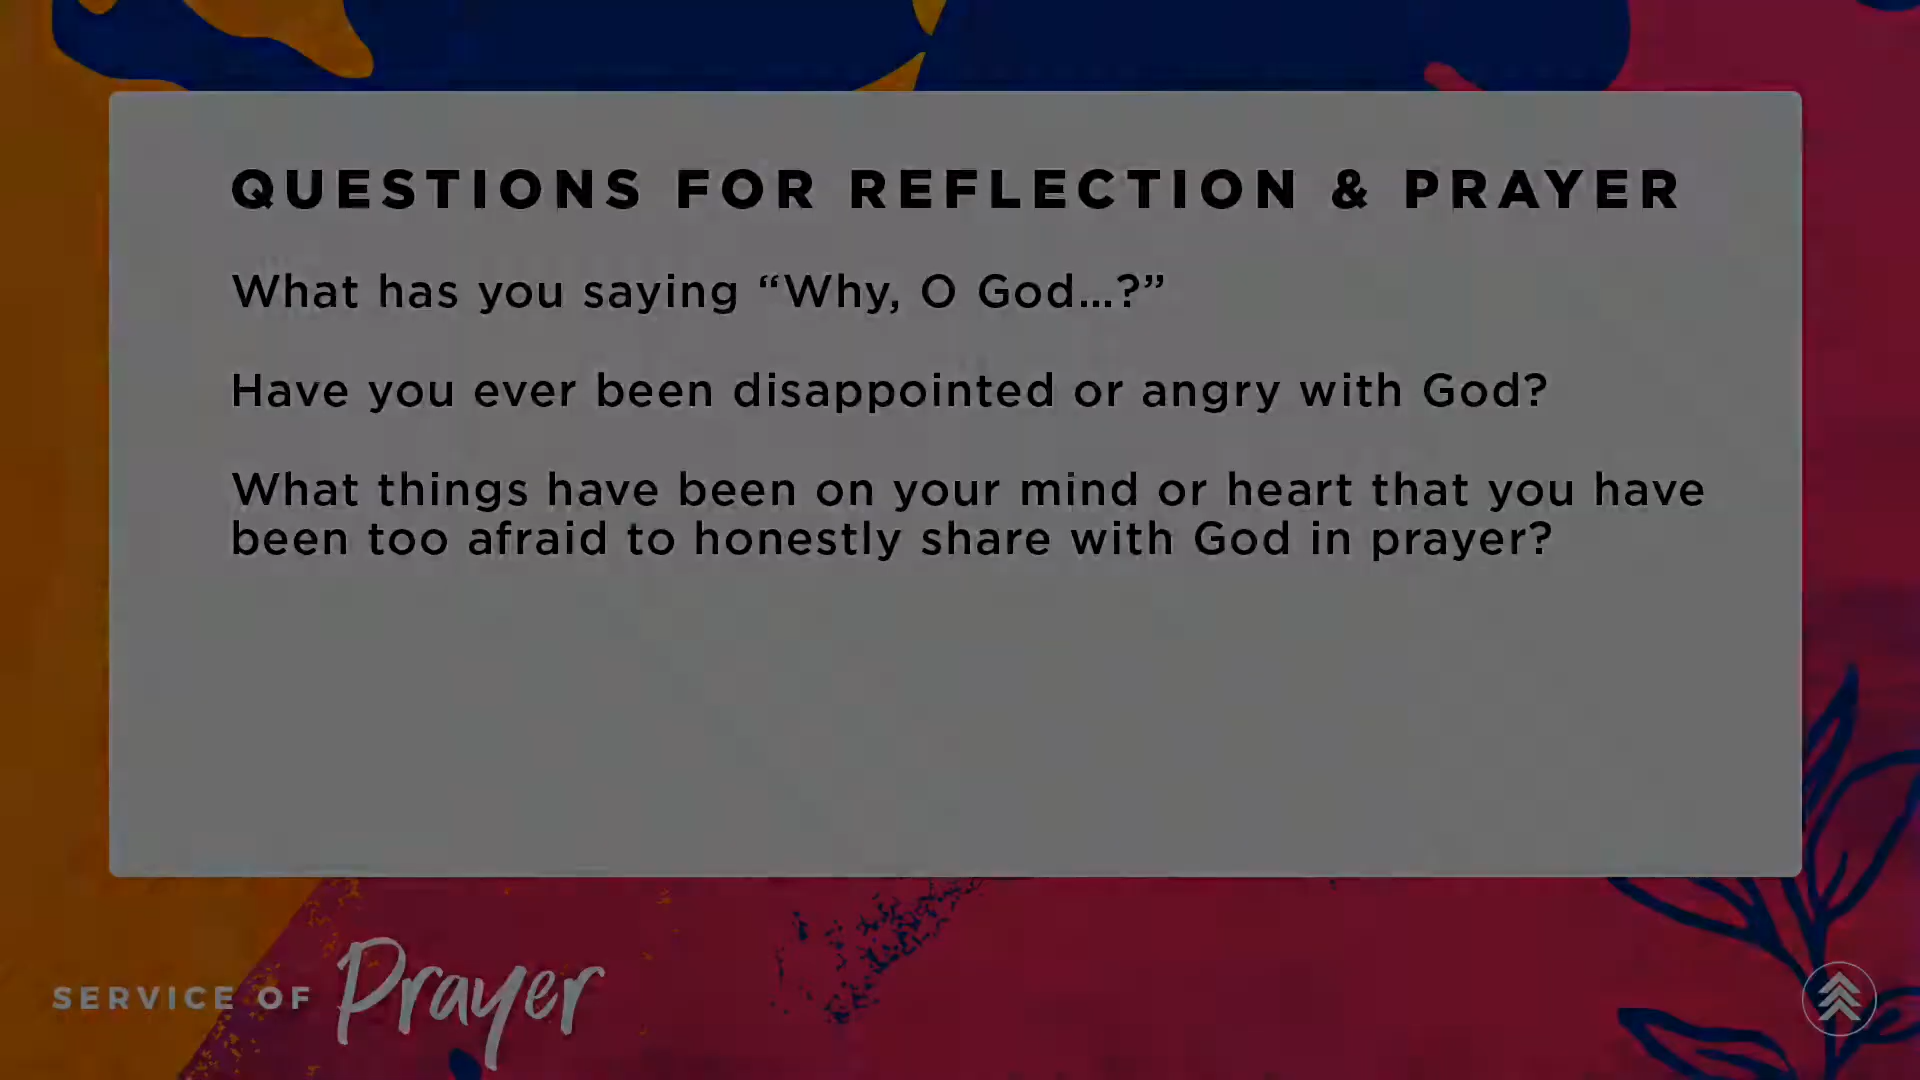 QUESTIONS FOR REFLECTION & PRAYER
What has you saying “Why, O God...?”
Have you ever been disappointed or angry with God?
What things have been on your mind or heart that you have
been too afraid to honestly share with God in prayer?
SERVICE OF Prayer